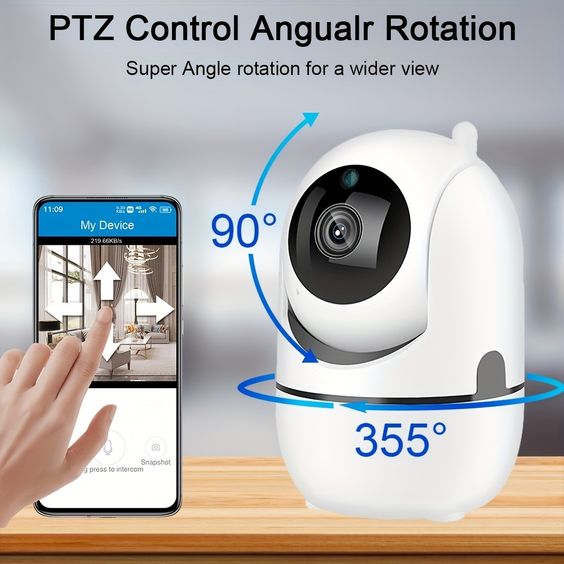 PTZ Control Angualr Rotation
Super Angle rotation for a wider view
11:09
My Device
219.66KB/s
90°
355°
Snapshot
ng press to intercom